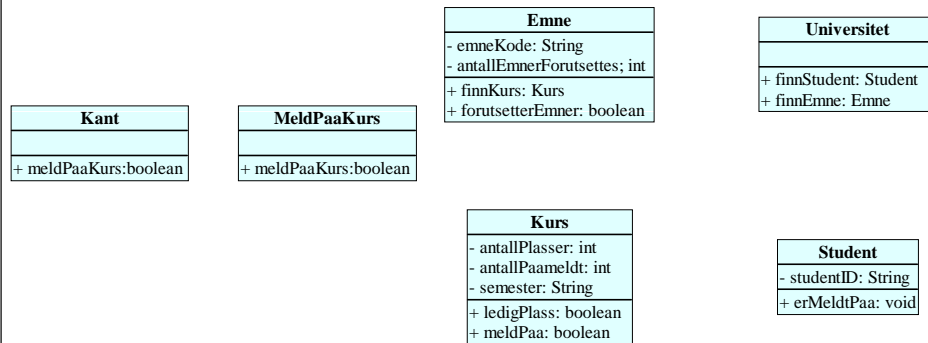 Emne
- emneKode: String
- antallEmnerForutsettes; int
+ finnKurs: Kurs
+ forutsetterEmner: boolean
Universitet
+ finnStudent: Student
+ finnEmne: Emne
Kant
+ meldPaaKurs:boolean
MeldPaaKurs
+ meldPaaKurs:boolean
Kurs
- antallPlasser: int
- antallPaameldt: int
- semester: String
+ ledigPlass: boolean
+ meldPaa: boolean
Student
- studentID: String
+ erMeldtPaa: void